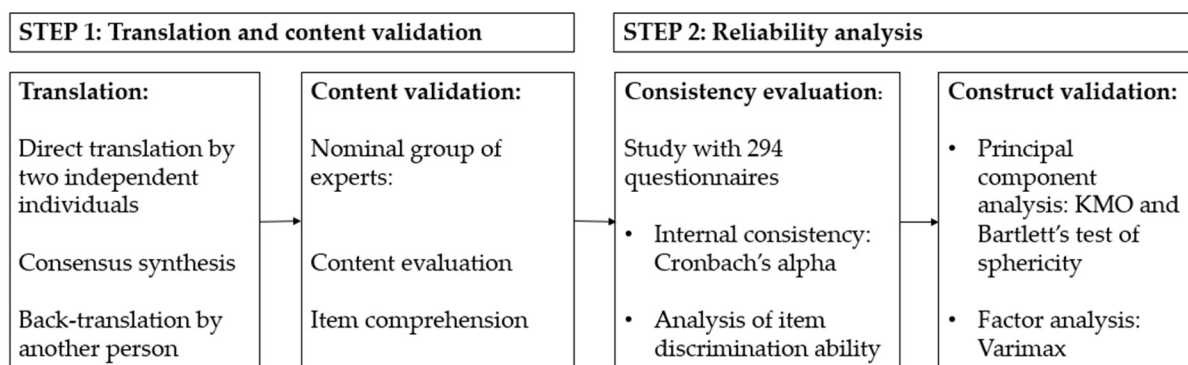 STEP 1: Translation and content validation
STEP 2: Reliability analysis
Translation:
Direct translation by
two independent
individuals
Consensus synthesis
Back-translation by
another person
Content validation:
Nominal group of
experts:
Content evaluation
Item comprehension
Consistency evaluation:
Study with 294
questionnaires
• Internal consistency:
Cronbach's alpha
• Analysis of item
discrimination ability
Construct validation:
• Principal
component
analysis: KMO and
Bartlett's test of
sphericity
• Factor analysis:
Varimax